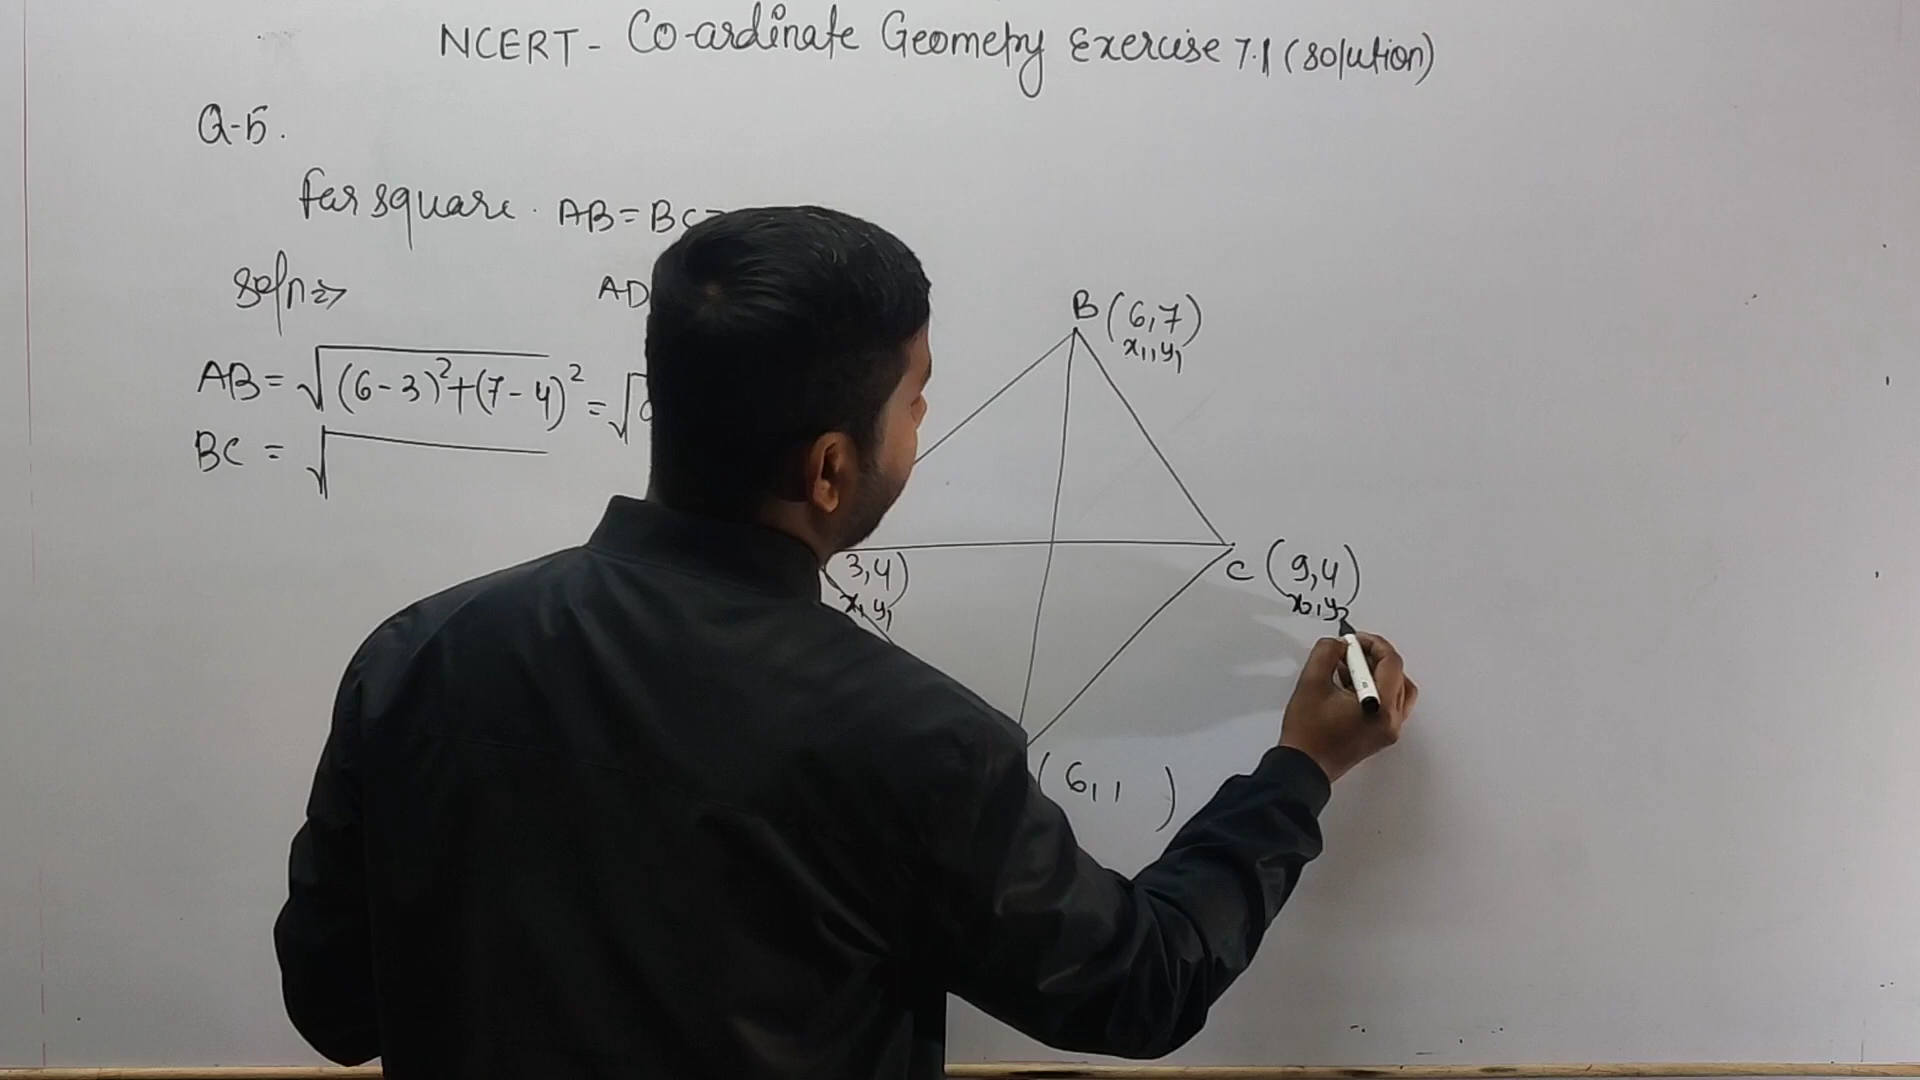 NCERT - Co-ordinate Geometry Exercise 7.1 (solution)
Q-5.
For square. AB=BC=
Soln ⇒
AD
B (6,7)
x1, y1
AB = √(6-3)²+(7-4)² = √
BC = √
3,4)
x1, y1
C (9,4)
x2, y2
(6,1 )